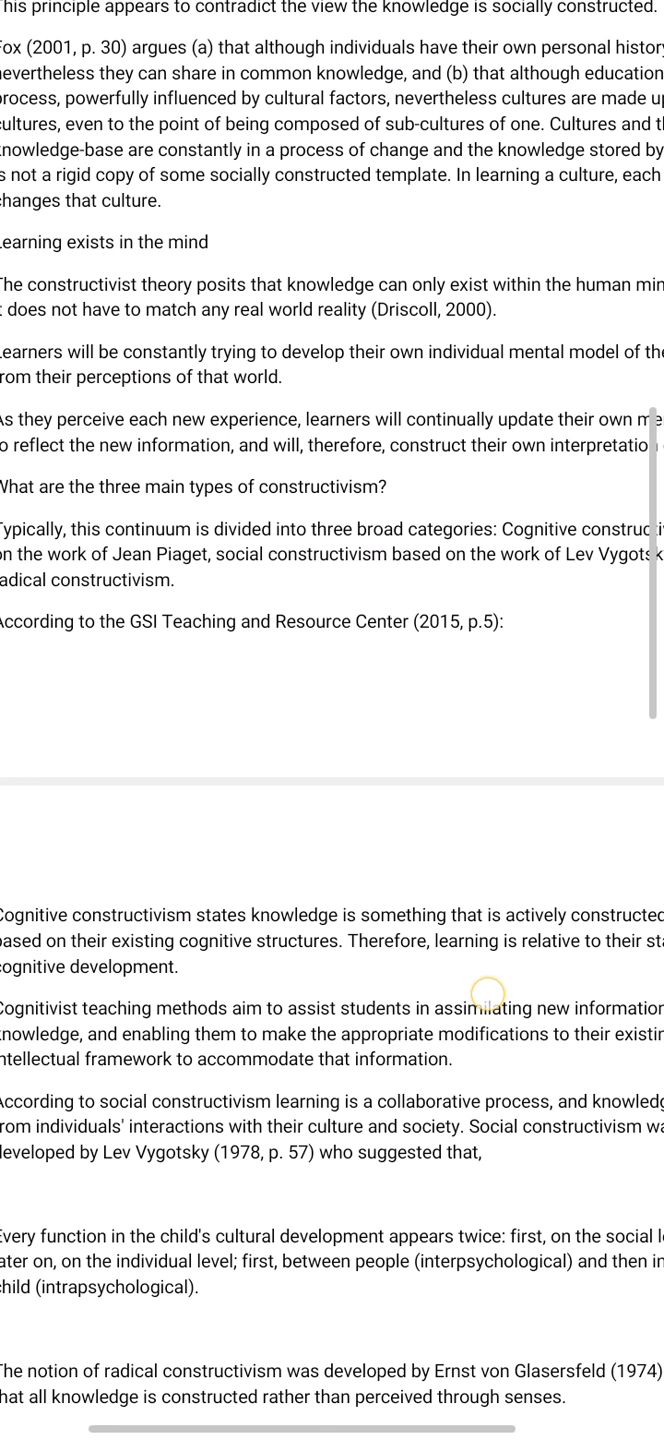 This principle appears to contradict the view the knowledge is socially constructed.
Fox (2001, p. 30) argues (a) that although individuals have their own personal history
nevertheless they can share in common knowledge, and (b) that although education
process, powerfully influenced by cultural factors, nevertheless cultures are made up
cultures, even to the point of being composed of sub-cultures of one. Cultures and
knowledge-base are constantly in a process of change and the knowledge stored by
is not a rigid copy of some socially constructed template. In learning a culture, each
changes that culture.
Learning exists in the mind
The constructivist theory posits that knowledge can only exist within the human
it does not have to match any real world reality (Driscoll, 2000).
Learners will be constantly trying to develop their own individual mental model of
from their perceptions of that world.
As they perceive each new experience, learners will continually update their own
to reflect the new information, and will, therefore, construct their own interpretation
What are the three main types of constructivism?
Typically, this continuum is divided into three broad categories: Cognitive
on the work of Jean Piaget, social constructivism based on the work of Lev
radical constructivism.
According to the GSI Teaching and Resource Center (2015, p.5):
Cognitive constructivism states knowledge is something that is actively constructed
based on their existing cognitive structures. Therefore, learning is relative to their
cognitive development.
Cognitivist teaching methods aim to assist students in assimilating new information
knowledge, and enabling them to make the appropriate modifications to their
intellectual framework to accommodate that information.
According to social constructivism learning is a collaborative process, and
from individuals' interactions with their culture and society. Social constructivism
developed by Lev Vygotsky (1978, p. 57) who suggested that,
Every function in the child's cultural development appears twice: first, on the social
later on, on the individual level; first, between people (interpsychological) and then
child (intrapsychological).
The notion of radical constructivism was developed by Ernst von Glasersfeld (1974)
that all knowledge is constructed rather than perceived through senses.